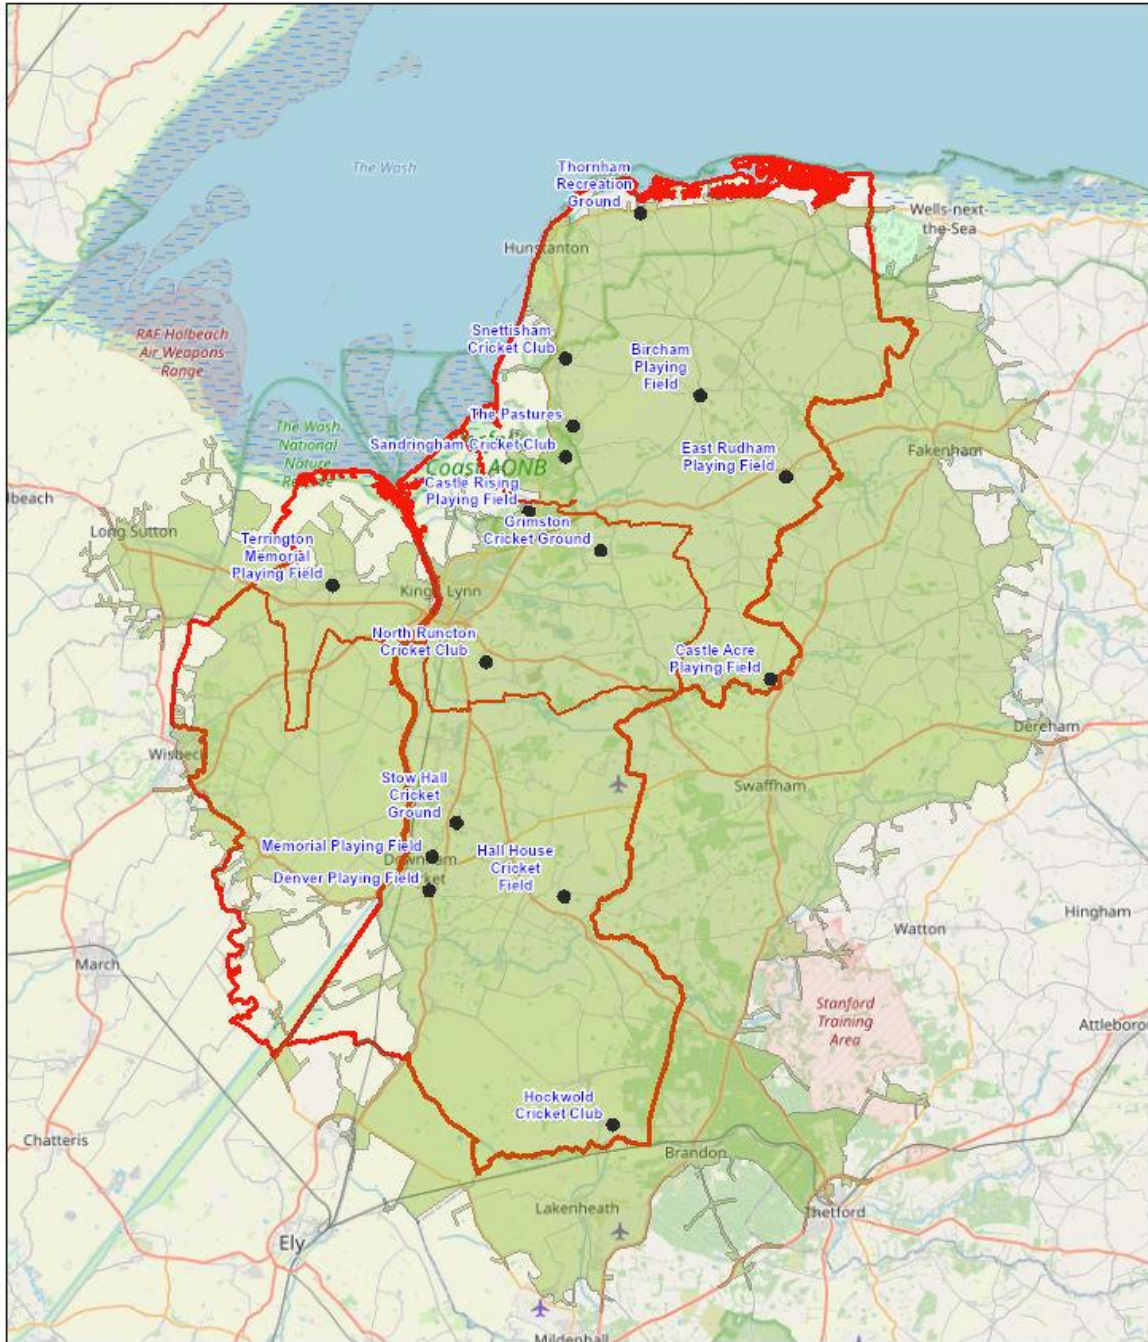 The Wash
Thornham
Recreation
Ground
Wells-next-
the-Sea
Hunstanton
RAF Holbeach
Air Weapons
Range
Snettisham
Cricket Club
Bircham
Playing
Field
The Pastures
The Wash
National
Nature
Sandringham Cricket Club
East Rudham
Playing Field
Fakenham
Coast AONB
Castle Rising
Playing Field
lbeach
Long Sutton
Grimston
Cricket Ground
Terrington
Memorial
Playing Field
King's Lynn
North Runcton
Cricket Club
Castle Acre
Playing Field
Dereham
Wisbech
Swaffham
Stow Hall
Cricket
Ground
Memorial Playing Field
Denver Playing Field
Hall House
Cricket
Field
Hingham
Watton
March
Stanford
Training
Area
Attleboro
Hockwold
Cricket Club
Chatteris
Brandon
Lakenheath
Thetford
Ely
Mildenhall